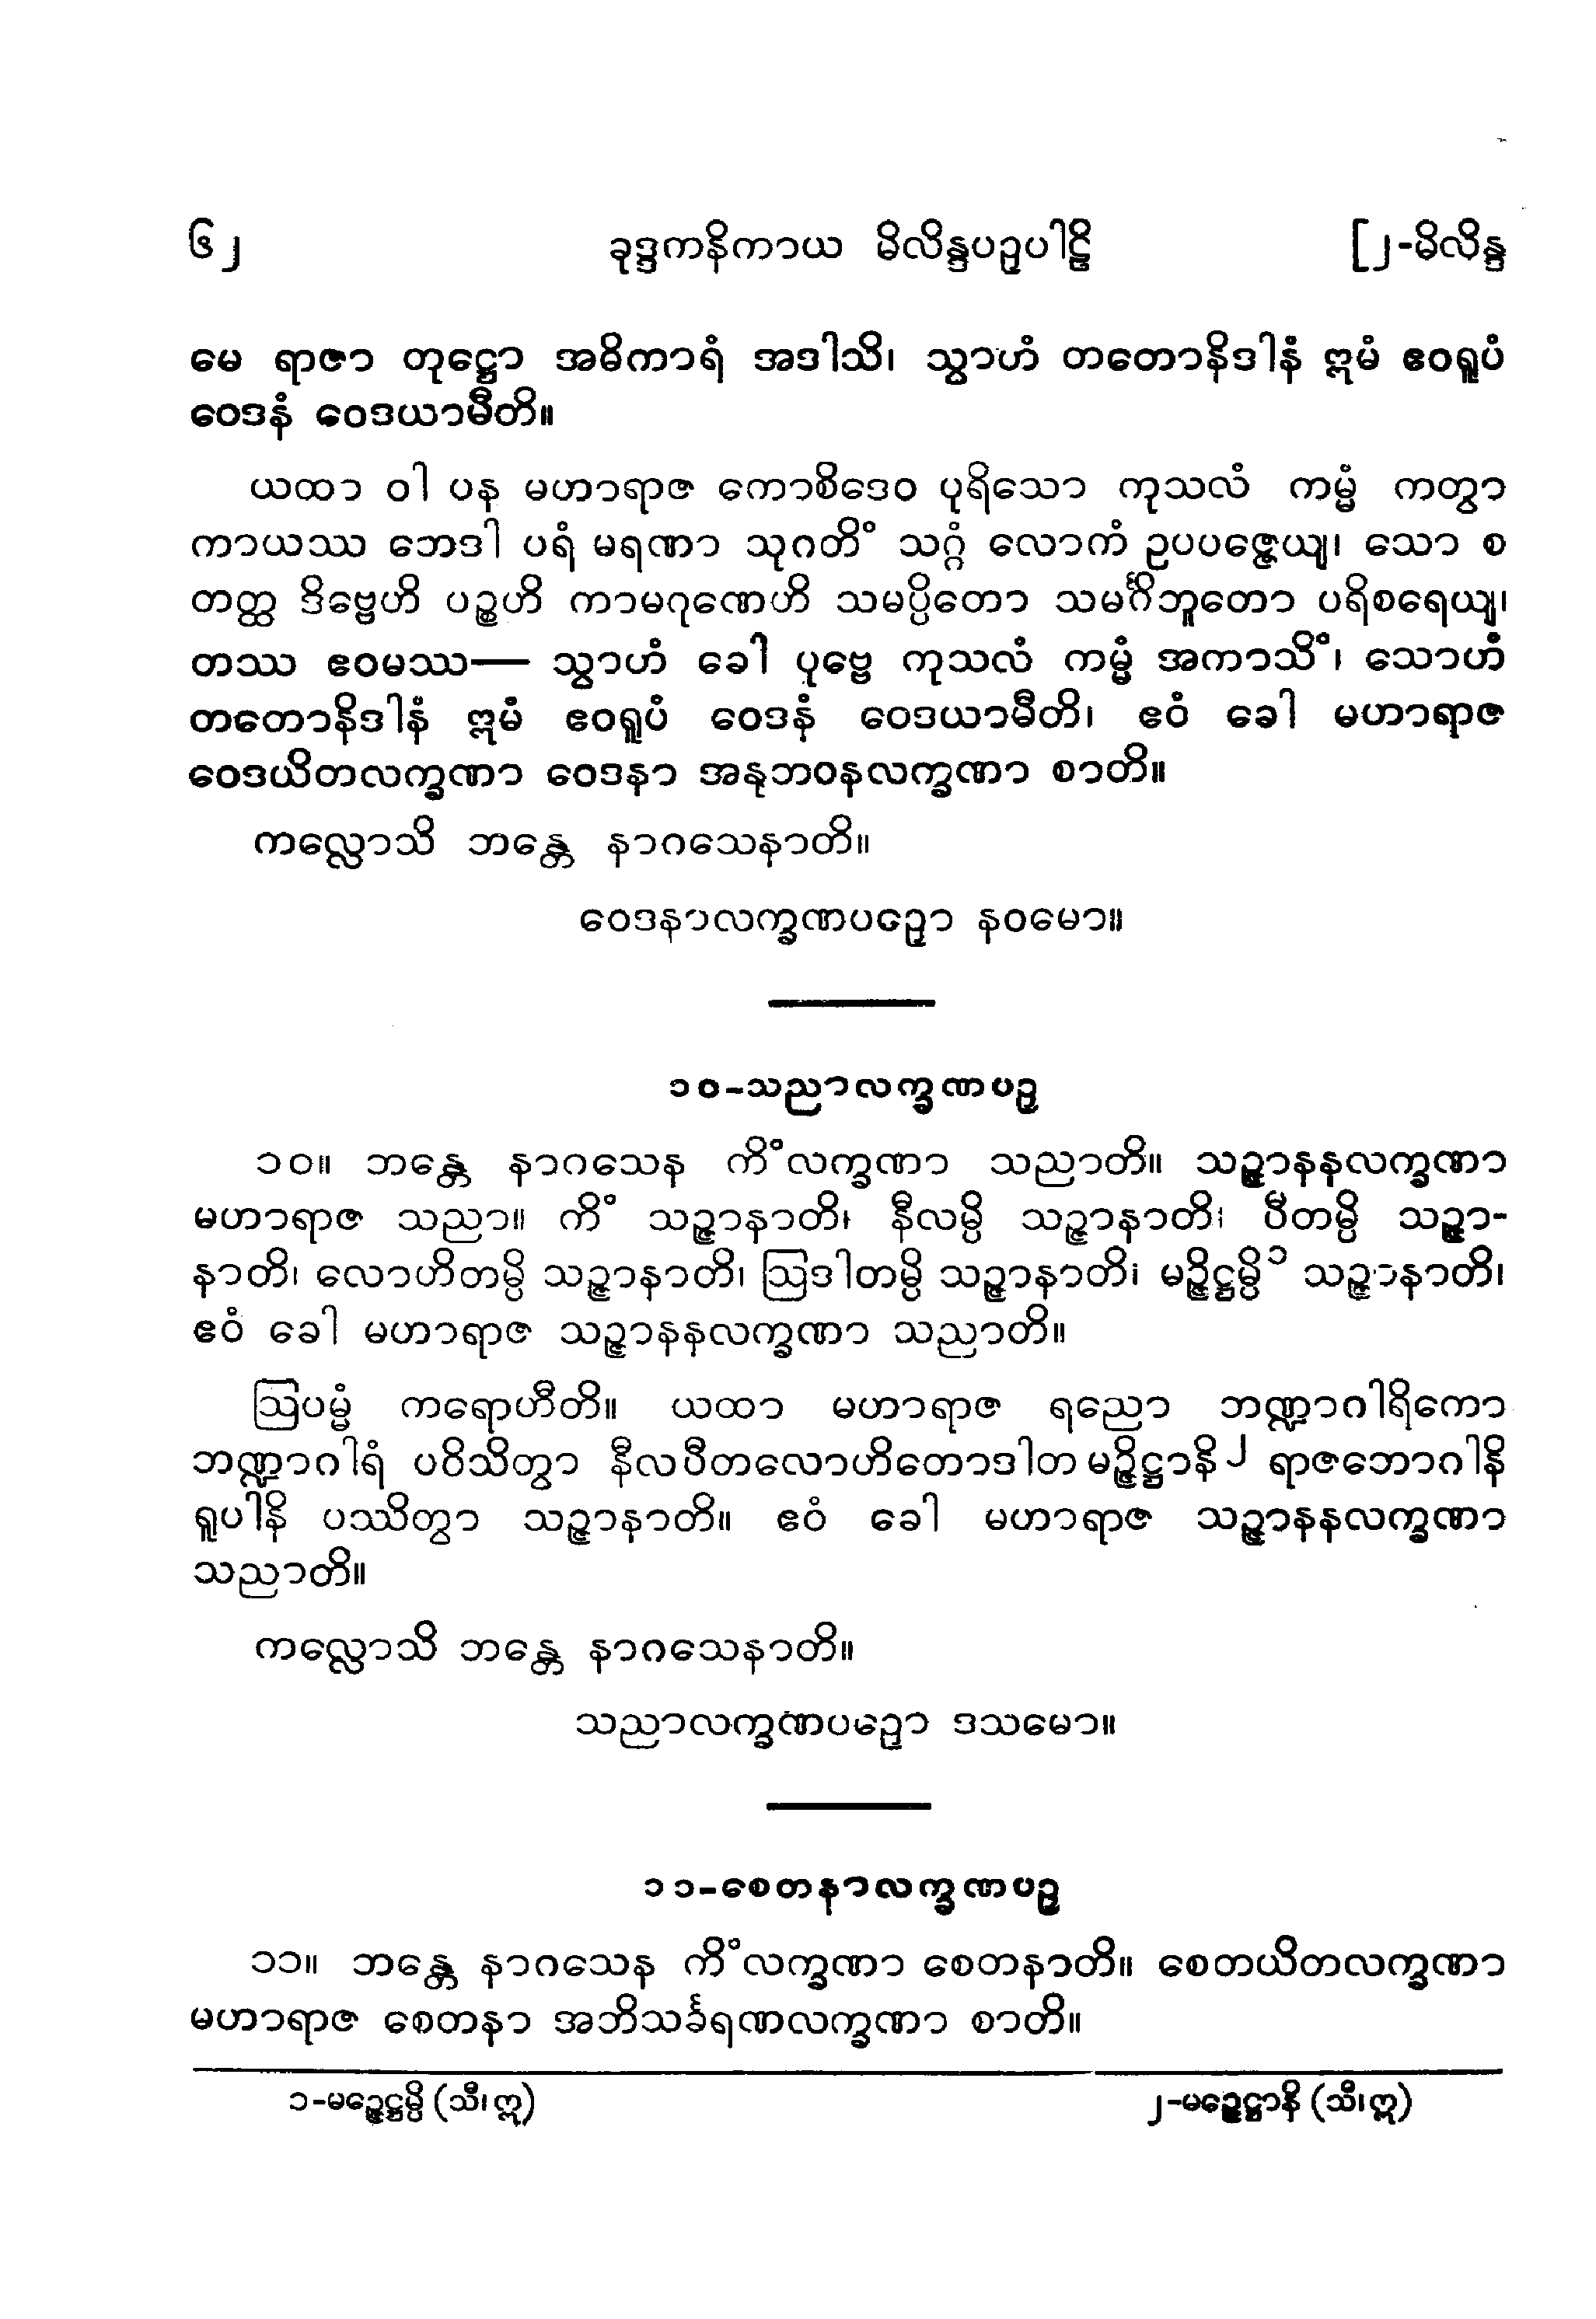 ၆၂ ခုဒ္ဒကနိကာယ မိလိန္ဒပဉှပါဠိ [၂-မိလိန္ဒ
မေ ရာဇာ တုဋ္ဌော အဓိကာရံ အဒါသိ၊ သွာဟံ တတောနိဒါနံ ဣမံ ဧဝရူပံ
ဝေဒနံ ဝေဒယာမီတိ။
ယထာ ဝါ ပန မဟာရာဇ ကောစိဒေဝ ပုရိသော ကုသလံ ကမ္မံ ကတွာ
ကာယဿ ဘေဒါ ပရံ မရဏာ သုဂတိံ သဂ္ဂံ လောကံ ဥပပဇ္ဇေယျ၊ သော စ
တတ္ထ ဒိဗ္ဗေဟိ ပဉ္စဟိ ကာမဂုဏေဟိ သမပ္ပိတော သမင်္ဂီဘူတော ပရိစရေယျ၊
တဿ ဧဝမဿ— သွာဟံ ခေါ ပုဗ္ဗေ ကုသလံ ကမ္မံ အကာသိံ၊ သောဟံ
တတောနိဒါနံ ဣမံ ဧဝရူပံ ဝေဒနံ ဝေဒယာမီတိ၊ ဧဝံ ခေါ မဟာရာဇ
ဝေဒယိတလက္ခဏာ ဝေဒနာ အနုဘဝနလက္ခဏာ စာတိ။
ကလ္လောသိ ဘန္တေ နာဂသေနာတိ။
ဝေဒနာလက္ခဏပဉှော နဝမော။
၁၀-သညာလက္ခဏပဉှ
၁၀။ ဘန္တေ နာဂသေန ကိံလက္ခဏာ သညာတိ။ သဉ္ဇာနနလက္ခဏာ
မဟာရာဇ သညာ။ ကိံ သဉ္ဇာနာတိ၊ နီလမ္ပိ သဉ္ဇာနာတိ၊ ပီတမ္ပိ သဉ္ဇာ-
နာတိ၊ လောဟိတမ္ပိ သဉ္ဇာနာတိ၊ ဩဒါတမ္ပိ သဉ္ဇာနာတိ၊ မဉ္ဇိဋ္ဌမ္ပိ၁ သဉ္ဇာနာတိ၊
ဧဝံ ခေါ မဟာရာဇ သဉ္ဇာနနလက္ခဏာ သညာတိ။
ဩပမ္မံ ကရောဟီတိ။ ယထာ မဟာရာဇ ရညော ဘဏ္ဍာဂါရိကော
ဘဏ္ဍာဂါရံ ပဝိသိတွာ နီလပီတလောဟိတောဒါတမဉ္ဇိဋ္ဌာနိ၂ ရာဇဘောဂါနိ
ရူပါနိ ပဿိတွာ သဉ္ဇာနာတိ။ ဧဝံ ခေါ မဟာရာဇ သဉ္ဇာနနလက္ခဏာ
သညာတိ။
ကလ္လောသိ ဘန္တေ နာဂသေနာတိ။
သညာလက္ခဏပဉှော ဒသမော။
၁၁-စေတနာလက္ခဏပဉှ
၁၁။ ဘန္တေ နာဂသေန ကိံလက္ခဏာ စေတနာတိ။ စေတယိတလက္ခဏာ
မဟာရာဇ စေတနာ အဘိသင်္ခရဏလက္ခဏာ စာတိ။
၁-မဉ္ဇေဋ္ဌမ္ပိ (သီ၊ဣ) ၂-မဉ္ဇေဋ္ဌာနိ (သီ၊ဣ)